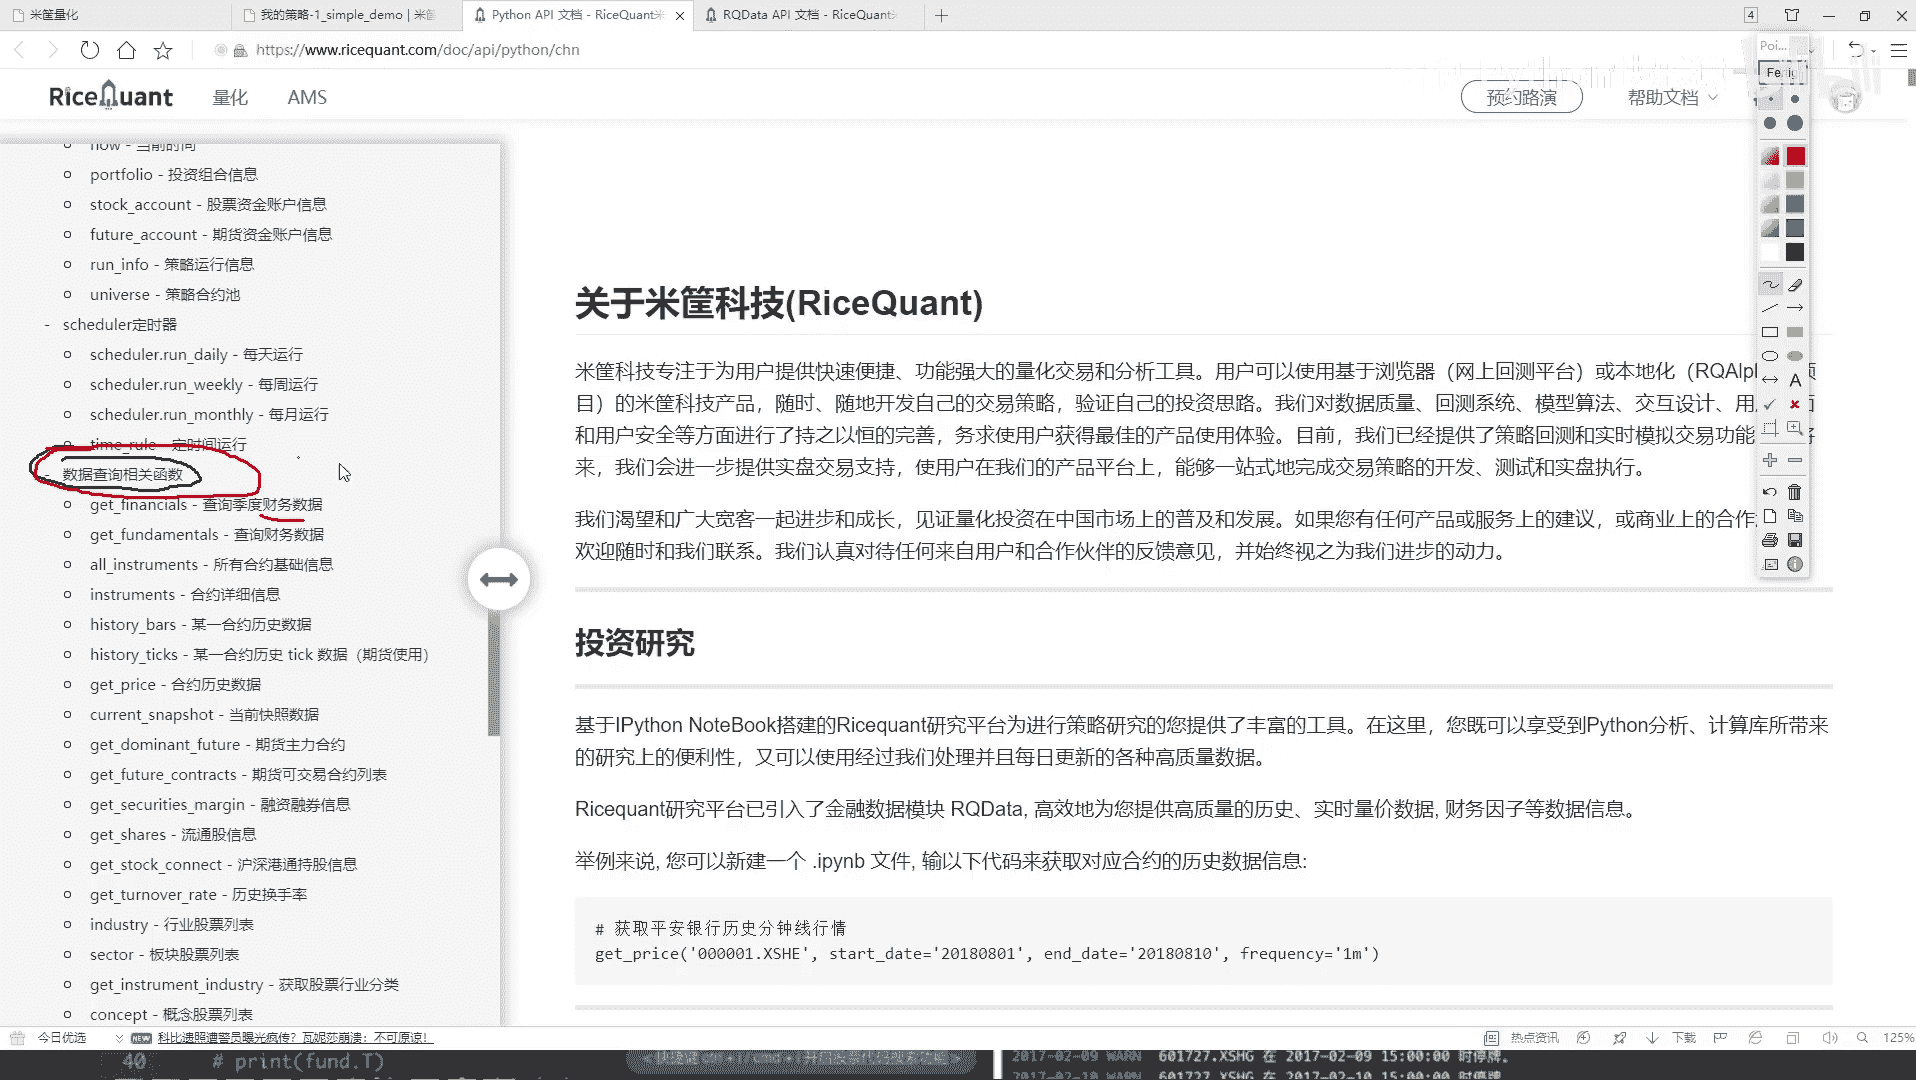 米筐量化
我的策略-1_simple_demo | 米筐
Python API 文档 - RiceQuant米
RQData API 文档 - RiceQuant
4
https://www.ricequant.com/doc/api/python/chn
Poi...
Fertig
RiceQuant
量化
AMS
预约路演
帮助文档
now - 当前时间
portfolio - 投资组合信息
stock_account - 股票资金账户信息
future_account - 期货资金账户信息
run_info - 策略运行信息
universe - 策略合约池
- scheduler定时器
scheduler.run_daily - 每天运行
scheduler.run_weekly - 每周运行
scheduler.run_monthly - 每月运行
time_rule - 定时间运行
- 数据查询相关函数
get_financials - 查询季度财务数据
get_fundamentals - 查询财务数据
all_instruments - 所有合约基础信息
instruments - 合约详细信息
history_bars - 某一合约历史数据
history_ticks - 某一合约历史 tick 数据（期货使用）
get_price - 合约历史数据
current_snapshot - 当前快照数据
get_dominant_future - 期货主力合约
get_future_contracts - 期货可交易合约列表
get_securities_margin - 融资融券信息
get_shares - 流通股信息
get_stock_connect - 沪深港通持股信息
get_turnover_rate - 历史换手率
industry - 行业股票列表
sector - 板块股票列表
get_instrument_industry - 获取股票行业分类
concept - 概念股票列表
关于米筐科技(RiceQuant)
米筐科技专注于为用户提供快速便捷、功能强大的量化交易和分析工具。用户可以使用基于浏览器（网上回测平台）或本地化（RQAlp 项
目）的米筐科技产品，随时、随地开发自己的交易策略，验证自己的投资思路。我们对数据质量、回测系统、模型算法、交互设计、用 面
和用户安全等方面进行了持之以恒的完善，务求使用户获得最佳的产品使用体验。目前，我们已经提供了策略回测和实时模拟交易功能 好
来，我们会进一步提供实盘交易支持，使用户在我们的产品平台上，能够一站式地完成交易策略的开发、测试和实盘执行。
我们渴望和广大宽客一起进步和成长，见证量化投资在中国市场上的普及和发展。如果您有任何产品或服务上的建议，或商业上的合作
欢迎随时和我们联系。我们认真对待任何来自用户和合作伙伴的反馈意见，并始终视之为我们进步的动力。
投资研究
基于IPython NoteBook搭建的Ricequant研究平台为进行策略研究的您提供了丰富的工具。在这里，您既可以享受到Python分析、计算库所带来
的研究上的便利性，又可以使用经过我们处理并且每日更新的各种高质量数据。
Ricequant研究平台已引入了金融数据模块 RQData, 高效地为您提供高质量的历史、实时量价数据, 财务因子等数据信息。
举例来说, 您可以新建一个 .ipynb 文件, 输以下代码来获取对应合约的历史数据信息:
# 获取平安银行历史分钟线行情
get_price('000001.XSHE', start_date='20180801', end_date='20180810', frequency='1m')
A
今日优选
NEW 科比遗照遭警员曝光疯传？瓦妮莎崩溃：不可原谅！
热点资讯
下载
125%
40 # print(fund.T)
2017-02-09 WARN 601727.XSHG 在 2017-02-09 15:00:00 时停牌。
2017-02-10 WARN 601727.XSHG 在 2017-02-10 15:00:00 时停牌。